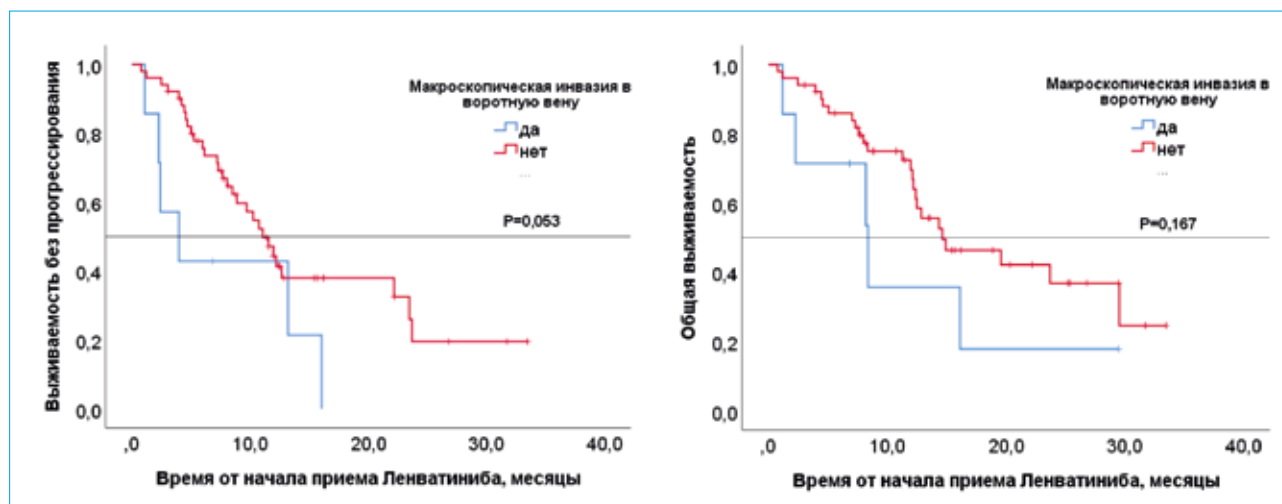 Выживаемость без прогрессирования
1,0
0,8
0,6
0,4
0,2
0,0
Макроскопическая инвазия в
воротную вену
да
нет
P=0,053
,0
10,0
20,0
30,0
40,0
Время от начала приема Ленватиниба, месяцы
Общая выживаемость
1,0
0,8
0,6
0,4
0,2
0,0
Макроскопическая инвазия в
воротную вену
да
нет
P=0,167
,0
10,0
20,0
30,0
40,0
Время от начала приема Ленватиниба, месяцы